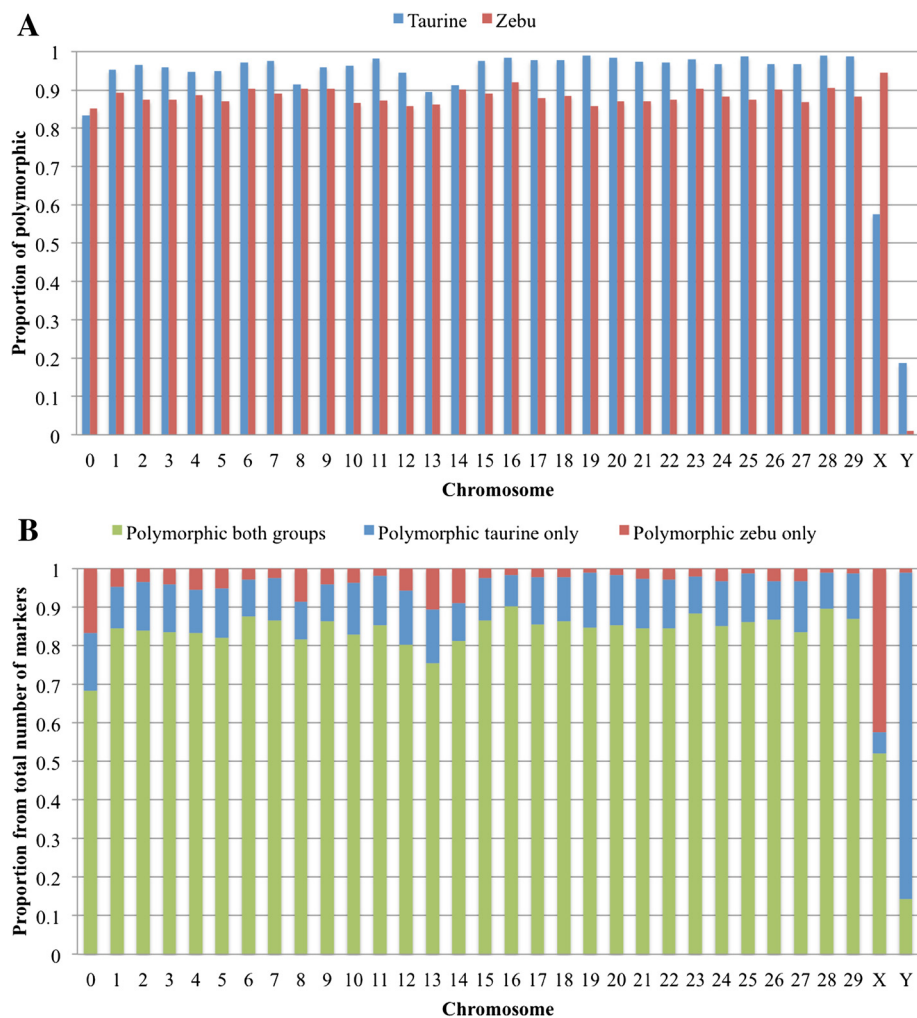 A
Taurine Zebu
Proportion of polymorphic
1
0.9
0.8
0.7
0.6
0.5
0.4
0.3
0.2
0.1
0
0 1 2 3 4 5 6 7 8 9 10 11 12 13 14 15 16 17 18 19 20 21 22 23 24 25 26 27 28 29 X Y
Chromosome
B
Polymorphic both groups Polymorphic taurine only Polymorphic zebu only
Proportion from total number of markers
1
0.9
0.8
0.7
0.6
0.5
0.4
0.3
0.2
0.1
0
0 1 2 3 4 5 6 7 8 9 10 11 12 13 14 15 16 17 18 19 20 21 22 23 24 25 26 27 28 29 X Y
Chromosome